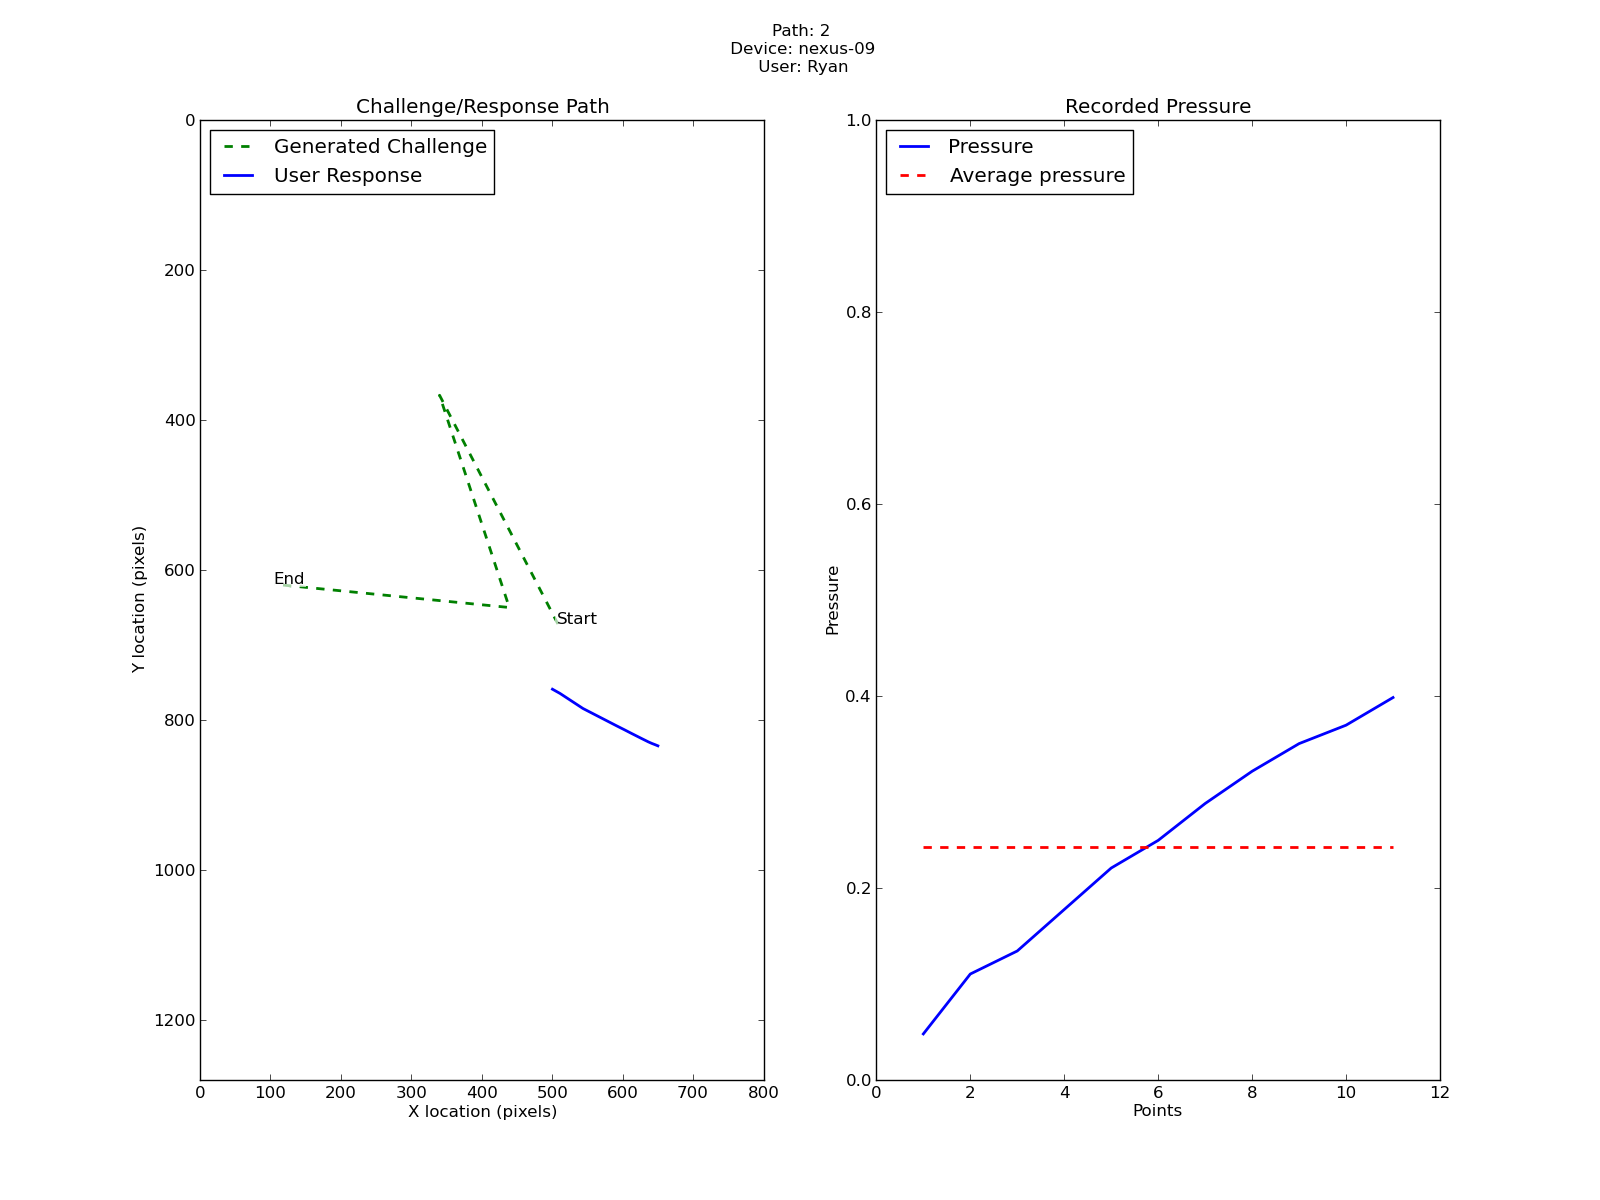 Path: 2
Device: nexus-09
User: Ryan
Challenge/Response Path
Generated Challenge
User Response
0
200
400
600
800
1000
1200
Y location (pixels)
End
Start
0 100 200 300 400 500 600 700 800
X location (pixels)
Recorded Pressure
Pressure
Average pressure
1.0
0.8
0.6
0.4
0.2
0.0
Pressure
0 2 4 6 8 10 12
Points